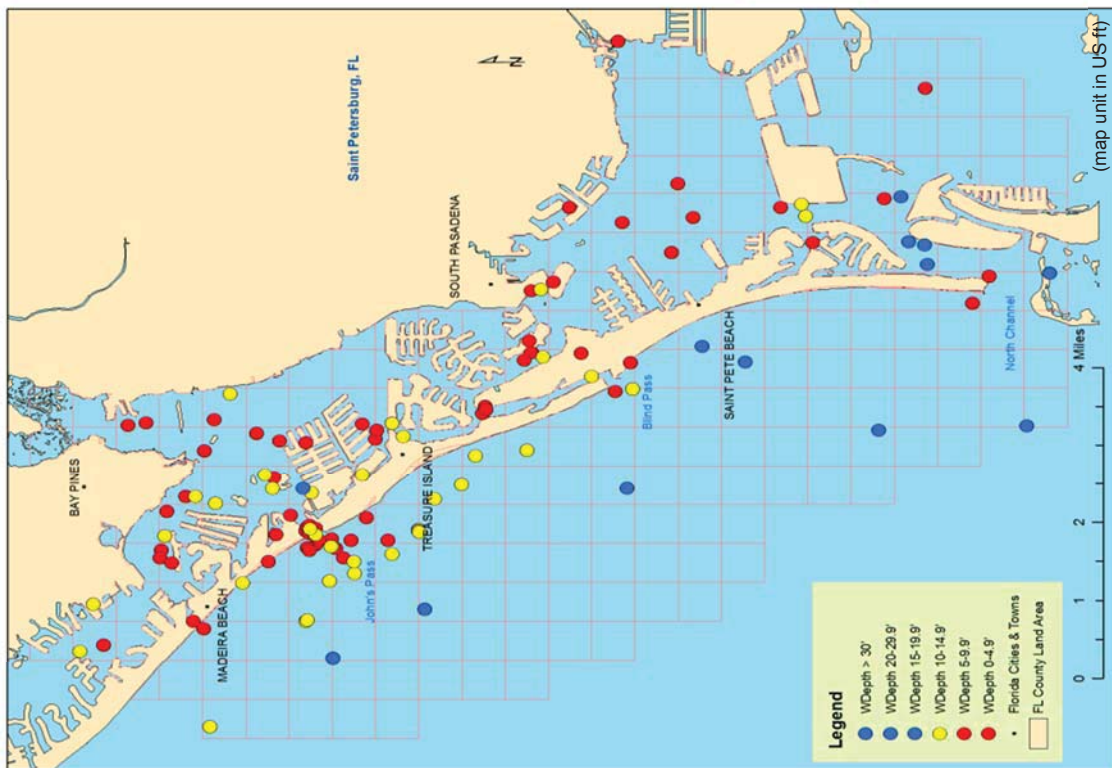 Saint Petersburg, FL
N
BAY PINES
SOUTH PASADENA
MADEIRA BEACH
John's Pass
TREASURE ISLAND
Blind Pass
SAINT PETE BEACH
North Channel
Legend
WDepth > 30'
WDepth 20-29.9'
WDepth 15-19.9'
WDepth 10-14.9'
WDepth 5-9.9'
WDepth 0-4.9'
Florida Cities & Towns
FL County Land Area
0 1 2 4 Miles
(map unit in US ft)